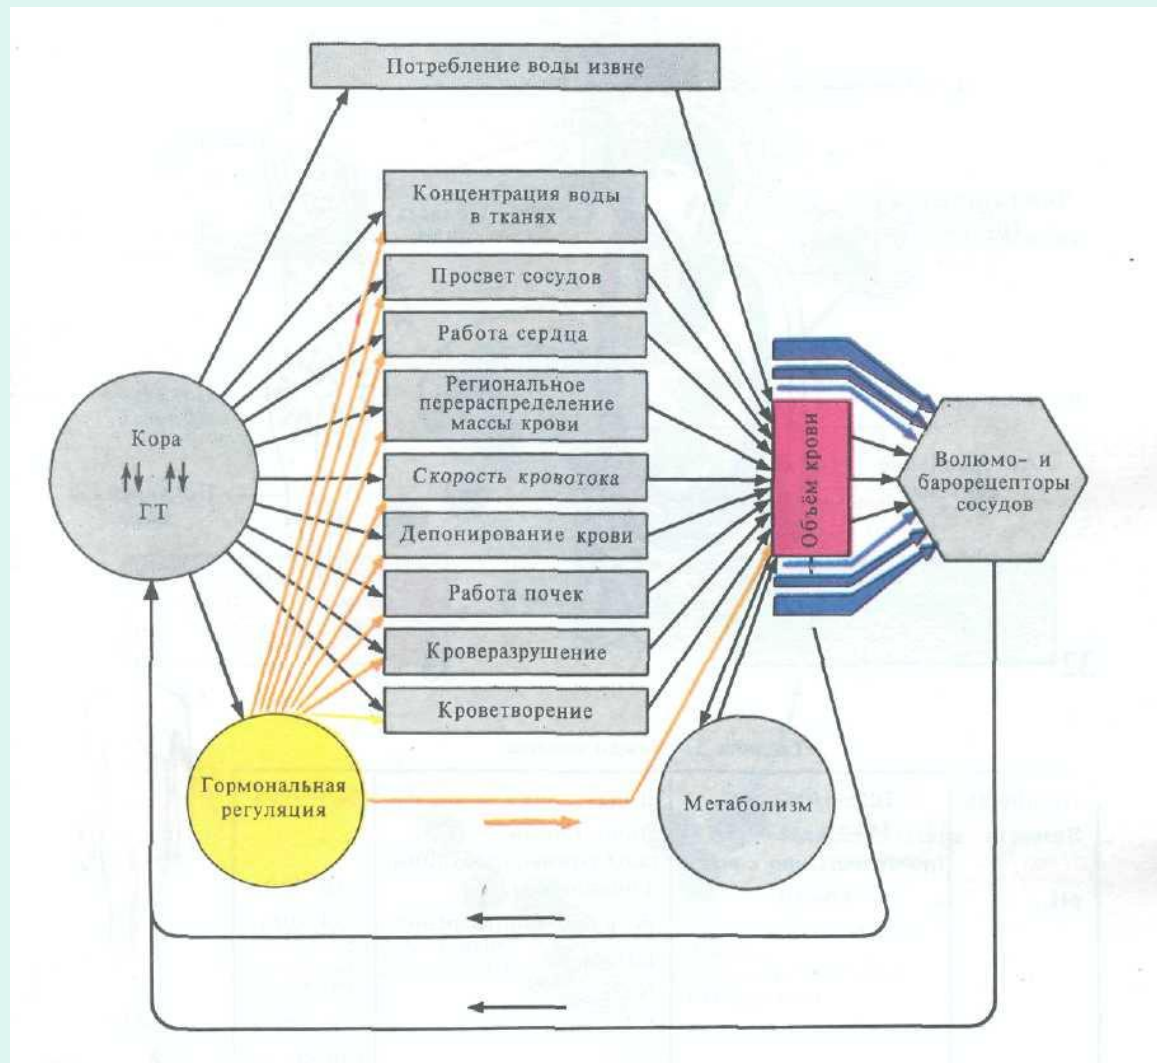 Потребление воды извне
Концентрация воды
в тканях
Просвет сосудов
Работа сердца
Региональное
перераспределение
массы крови
Скорость кровотока
Депонирование крови
Работа почек
Кроверазрушение
Кроветворение
Кора
ГТ
Гормональная
регуляция
Объём крови
Волюмо- и
барорецепторы
сосудов
Метаболизм